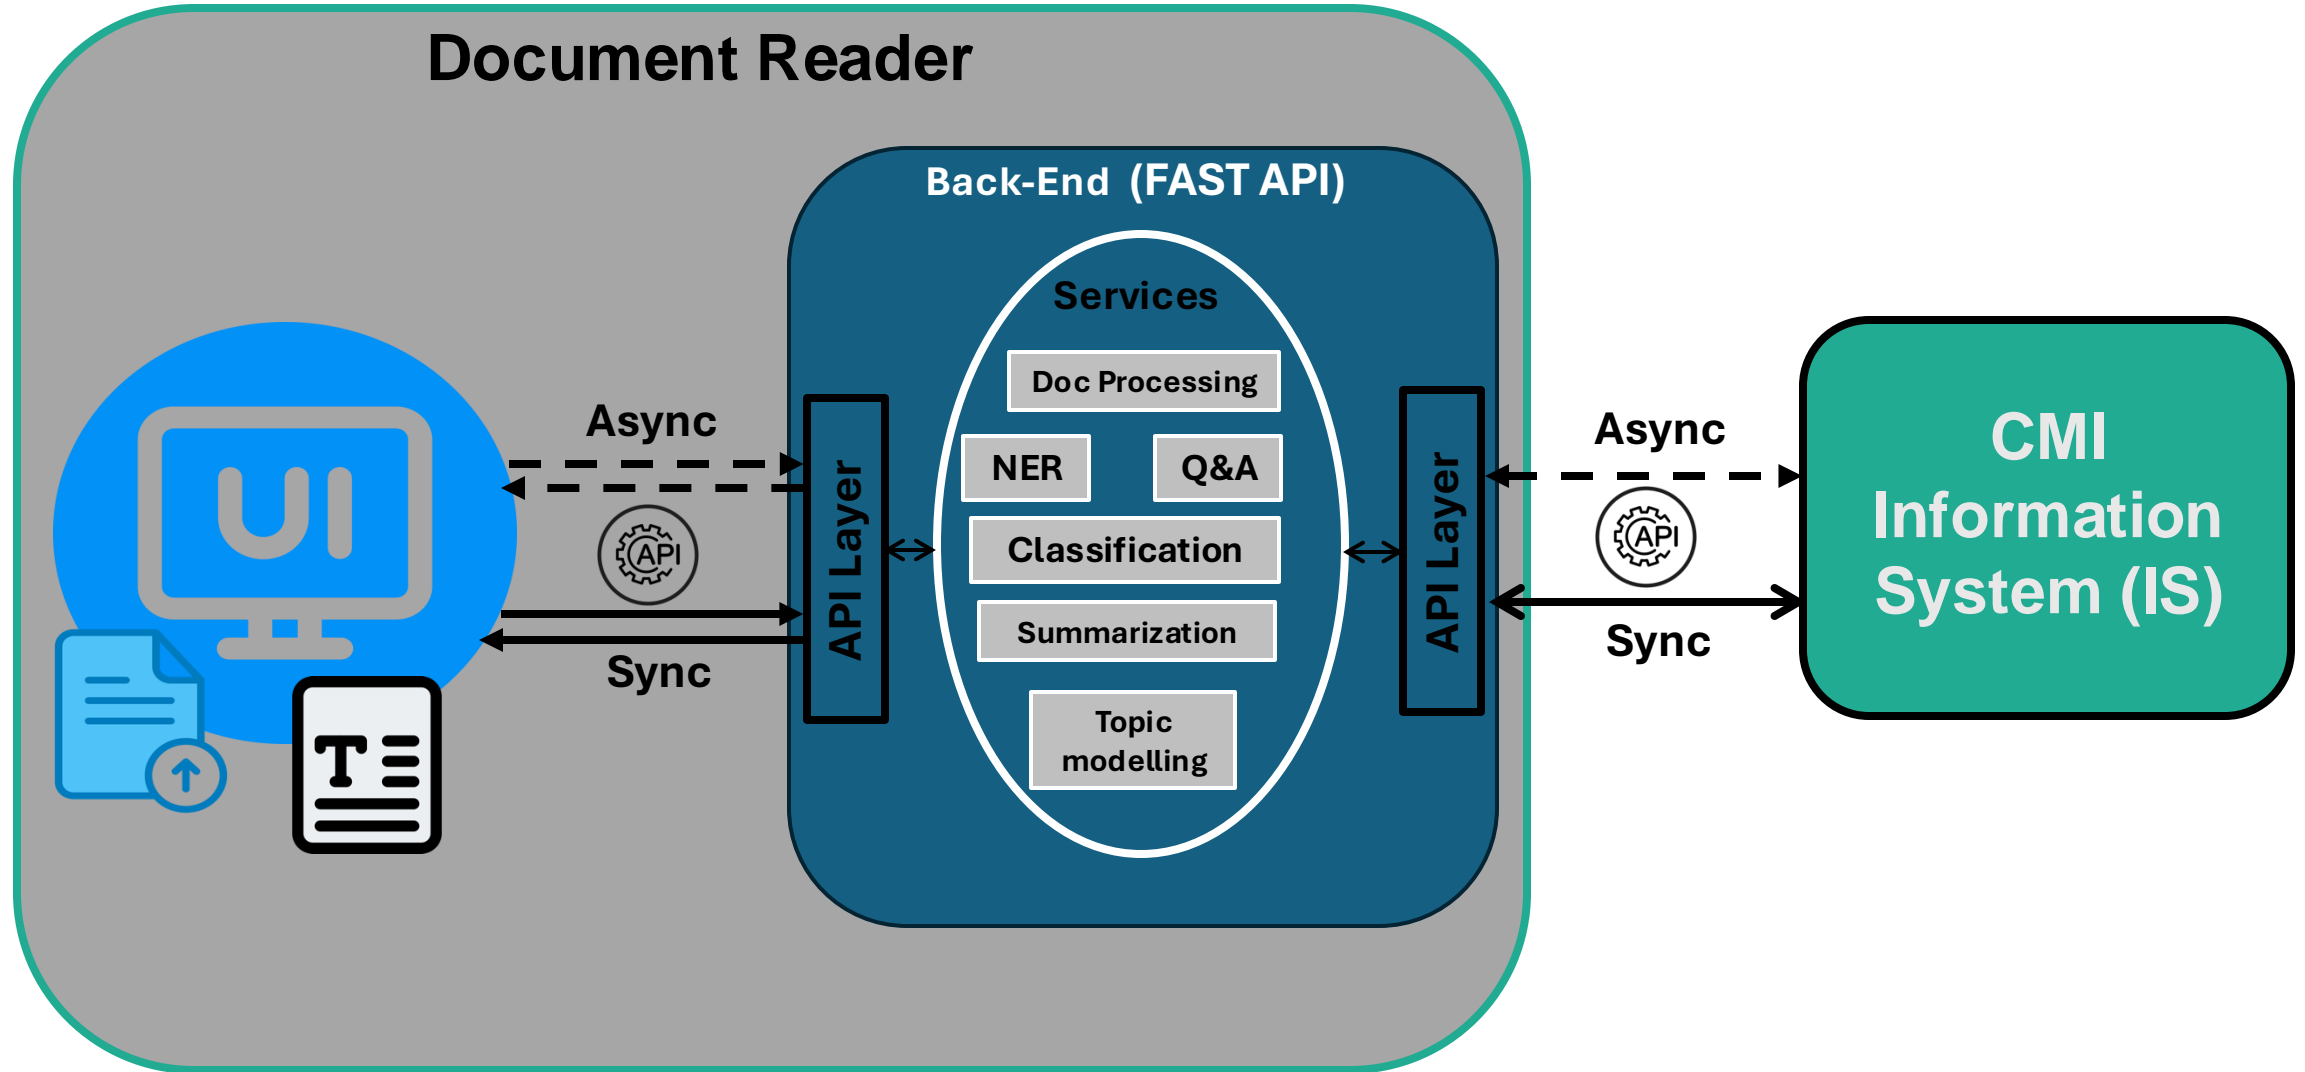 Document Reader
Back-End (FAST API)
Services
Doc Processing
NER
Q&A
Classification
Summarization
Topic
modelling
UI
T
Async
API
Sync
API Layer
API Layer
Async
API
Sync
CMI
Information
System (IS)